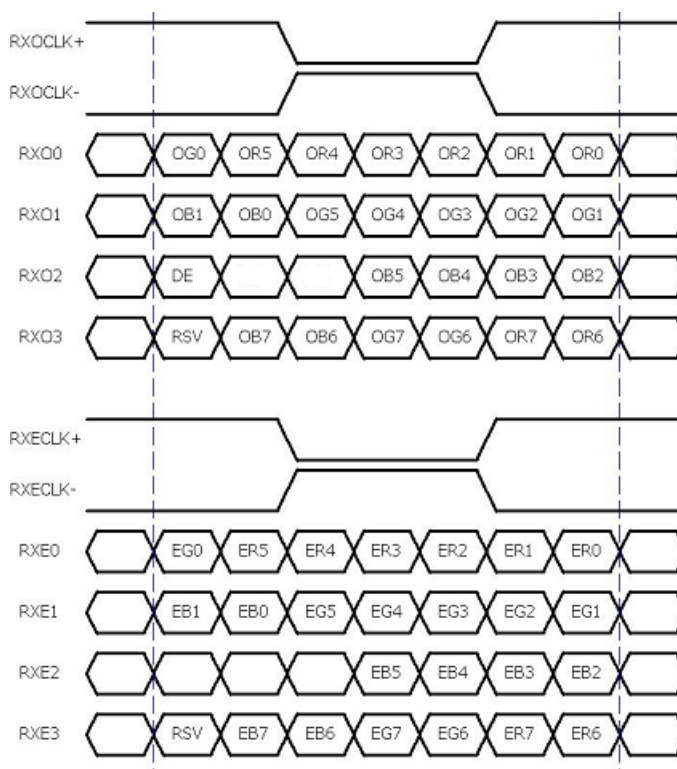 RXOCLK+
RXOCLK-
RXO0 OG0 OR5 OR4 OR3 OR2 OR1 OR0
RXO1 OB1 OB0 OG5 OG4 OG3 OG2 OG1
RXO2 DE OB5 OB4 OB3 OB2
RXO3 RSV OB7 OB6 OG7 OG6 OR7 OR6
RXECLK+
RXECLK-
RXE0 EG0 ER5 ER4 ER3 ER2 ER1 ER0
RXE1 EB1 EB0 EG5 EG4 EG3 EG2 EG1
RXE2 EB5 EB4 EB3 EB2
RXE3 RSV EB7 EB6 EG7 EG6 ER7 ER6